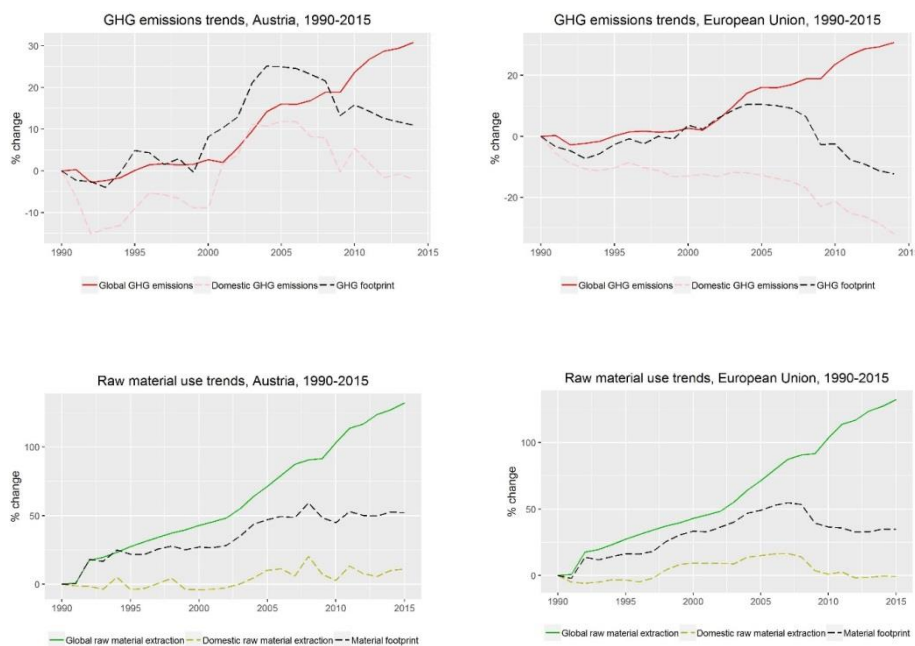 GHG emissions trends, Austria, 1990-2015
30
20
10
0
-10
% change
1990 1995 2000 2005 2010 2015
Global GHG emissions Domestic GHG emissions GHG footprint
GHG emissions trends, European Union, 1990-2015
20
0
-20
% change
1990 1995 2000 2005 2010 2015
Global GHG emissions Domestic GHG emissions GHG footprint
Raw material use trends, Austria, 1990-2015
100
50
0
% change
1990 1995 2000 2005 2010 2015
Global raw material extraction Domestic raw material extraction Material footprint
Raw material use trends, European Union, 1990-2015
100
50
0
% change
1990 1995 2000 2005 2010 2015
Global raw material extraction Domestic raw material extraction Material footprint